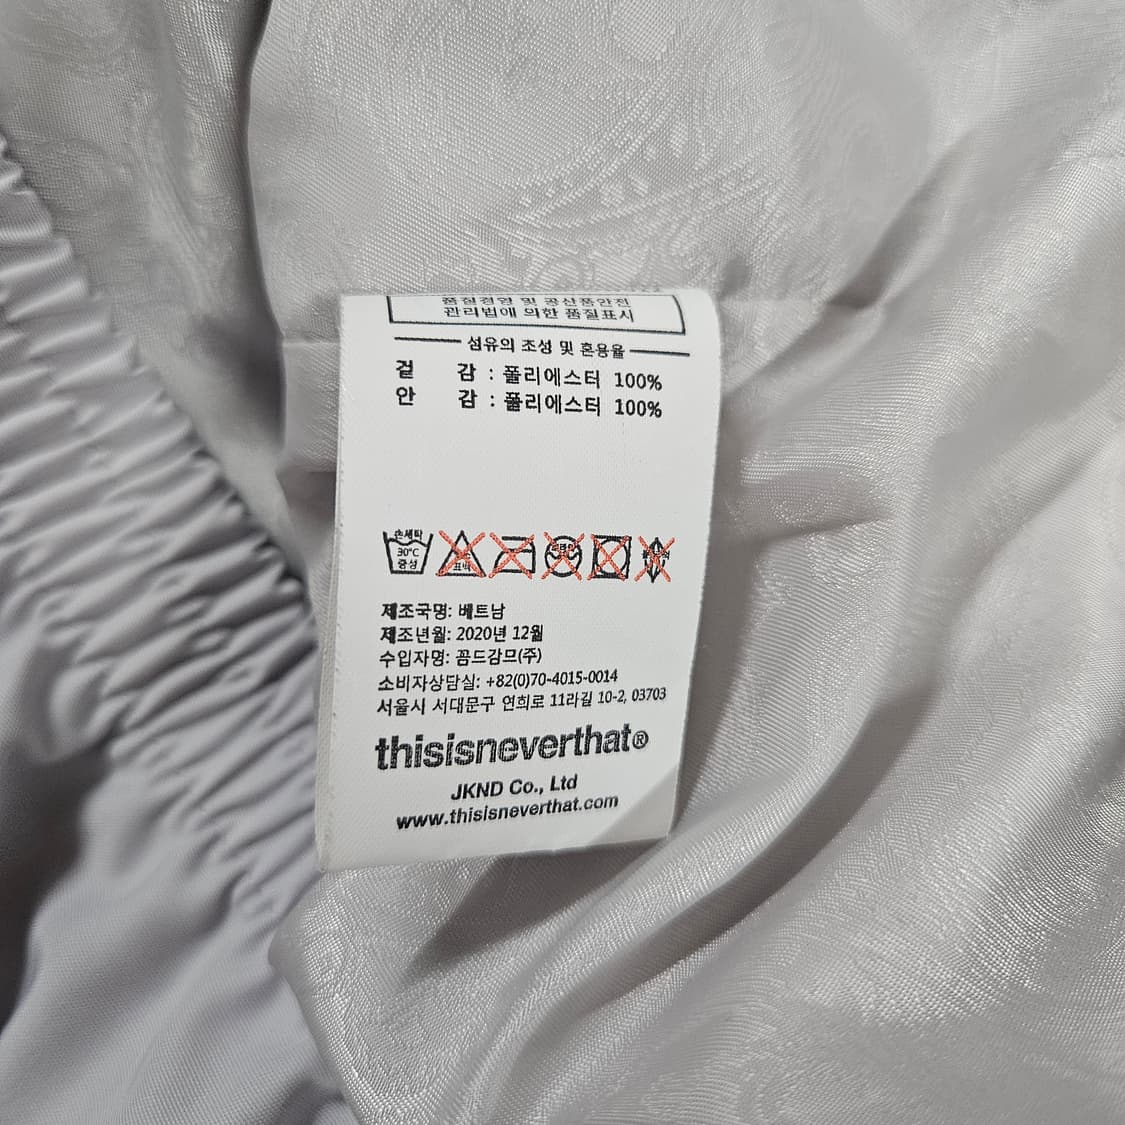 품질경영 및 공산품안전
관리법에 의한 품질표시
섬유의 조성 및 혼용율
겉 감 : 폴리에스터 100%
안 감 : 폴리에스터 100%
손세탁
30°C
중성
표백
제조국명: 베트남
제조년월: 2020년 12월
수입자명: 꼼드감므(주)
소비자상담실: +82(0)70-4015-0014
서울시 서대문구 연희로 11라길 10-2, 03703
thisisneverthat®
JKND Co., Ltd
www.thisisneverthat.com